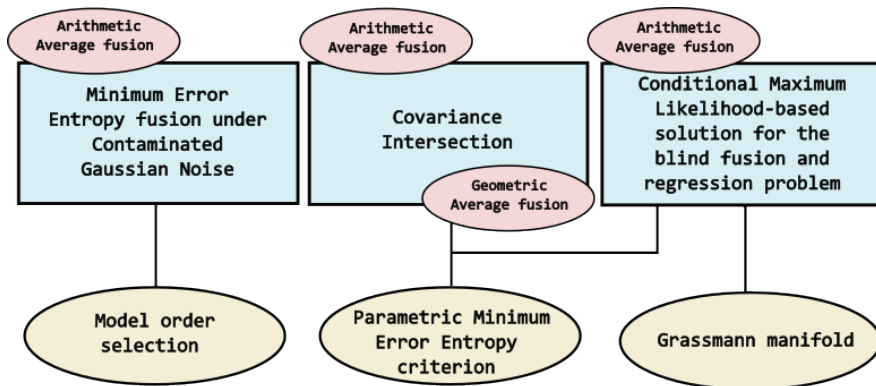 Arithmetic
Average fusion
Arithmetic
Average fusion
Arithmetic
Average fusion
Minimum Error
Entropy fusion under
Contaminated
Gaussian Noise
Covariance
Intersection
Conditional Maximum
Likelihood-based
solution for the
blind fusion and
regression problem
Geometric
Average fusion
Model order
selection
Parametric Minimum
Error Entropy
criterion
Grassmann manifold